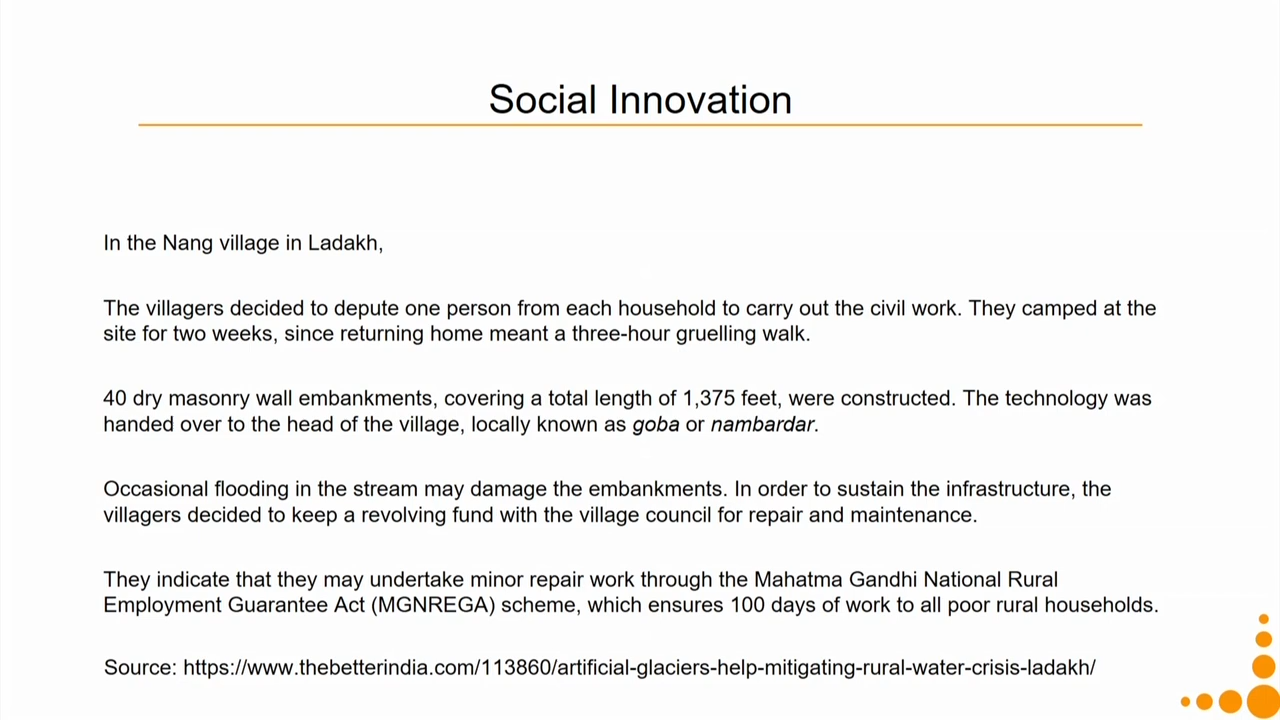 Social Innovation
In the Nang village in Ladakh,
The villagers decided to depute one person from each household to carry out the civil work. They camped at the
site for two weeks, since returning home meant a three-hour gruelling walk.
40 dry masonry wall embankments, covering a total length of 1,375 feet, were constructed. The technology was
handed over to the head of the village, locally known as goba or nambardar.
Occasional flooding in the stream may damage the embankments. In order to sustain the infrastructure, the
villagers decided to keep a revolving fund with the village council for repair and maintenance.
They indicate that they may undertake minor repair work through the Mahatma Gandhi National Rural
Employment Guarantee Act (MGNREGA) scheme, which ensures 100 days of work to all poor rural households.
Source: https://www.thebetterindia.com/113860/artificial-glaciers-help-mitigating-rural-water-crisis-ladakh/